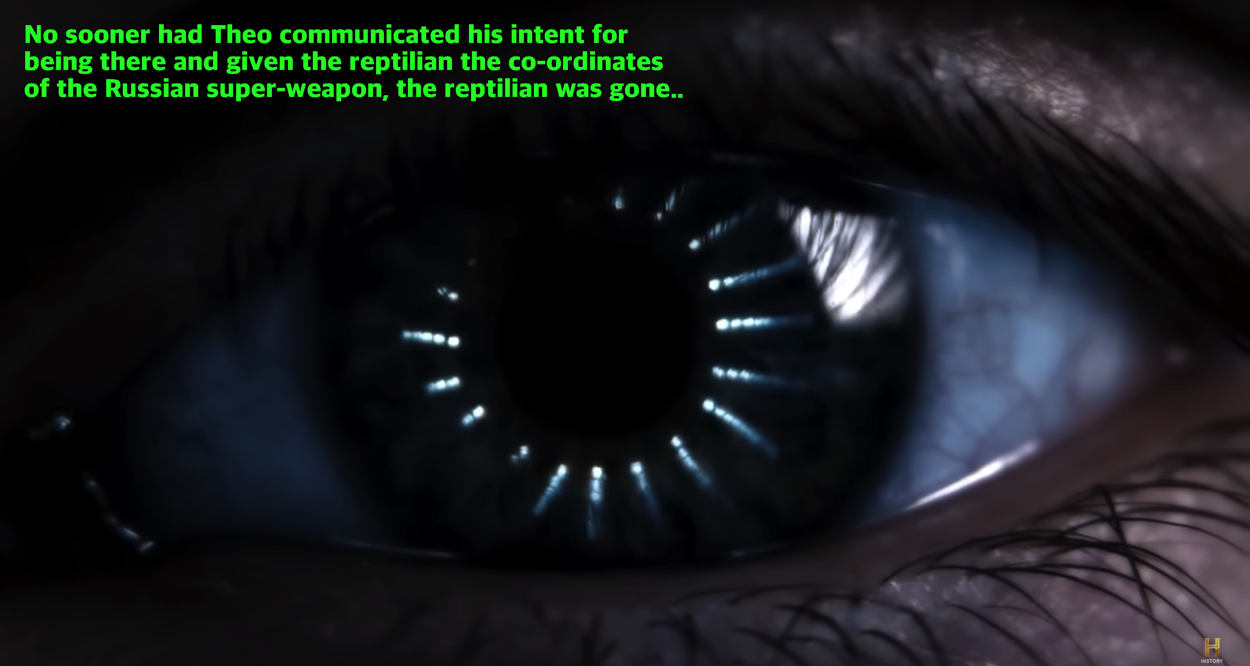 No sooner had Theo communicated his intent for
being there and given the reptilian the co-ordinates
of the Russian super-weapon, the reptilian was gone..
H
HISTORY